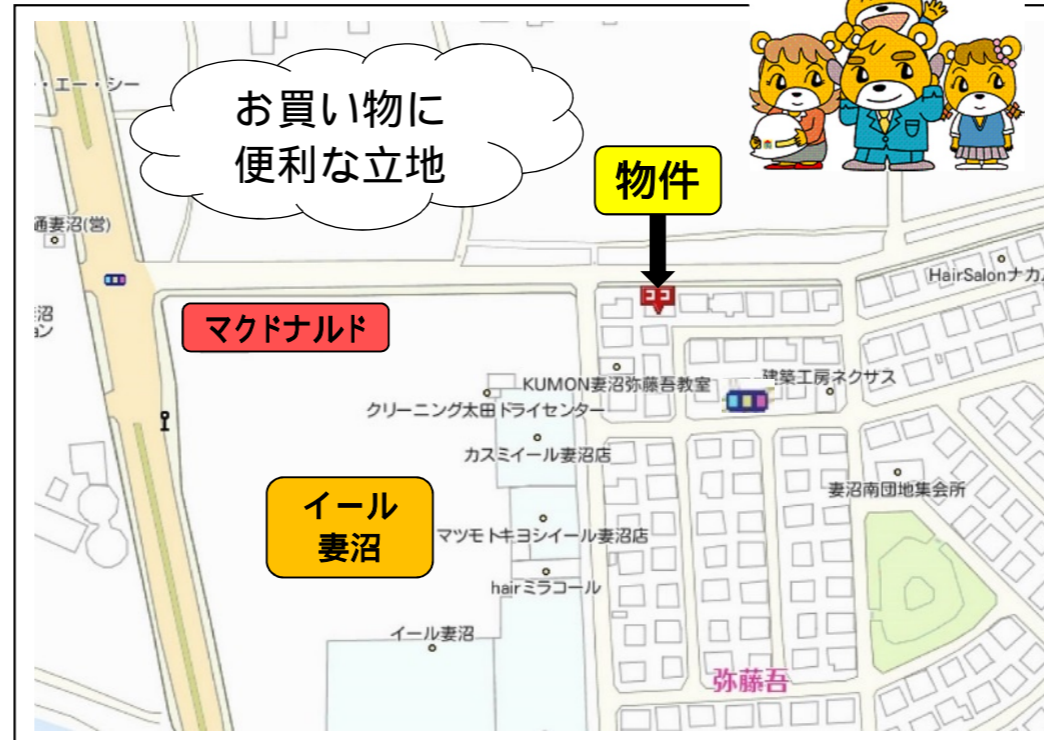 ・エー・シー
お買い物に
便利な立地
物件
通妻沼(営)
HairSalonナカ
マクドナルド
KUMON妻沼弥藤吾教室
建築工房ネクサス
クリーニング太田ドライセンター
カスミイール妻沼店
妻沼南団地集会所
イール
妻沼
マツモトキヨシイール妻沼店
hairミラコール
イール妻沼
弥藤吾